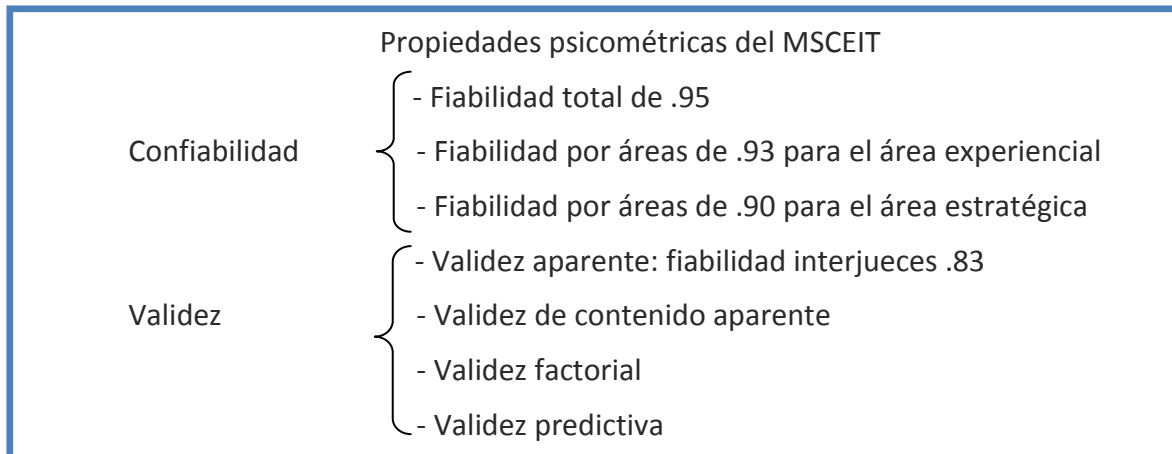 Propiedades psicométricas del MSCEIT
- Fiabilidad total de .95
Confiabilidad - Fiabilidad por áreas de .93 para el área experiencial
- Fiabilidad por áreas de .90 para el área estratégica
- Validez aparente: fiabilidad interjueces .83
Validez - Validez de contenido aparente
- Validez factorial
- Validez predictiva